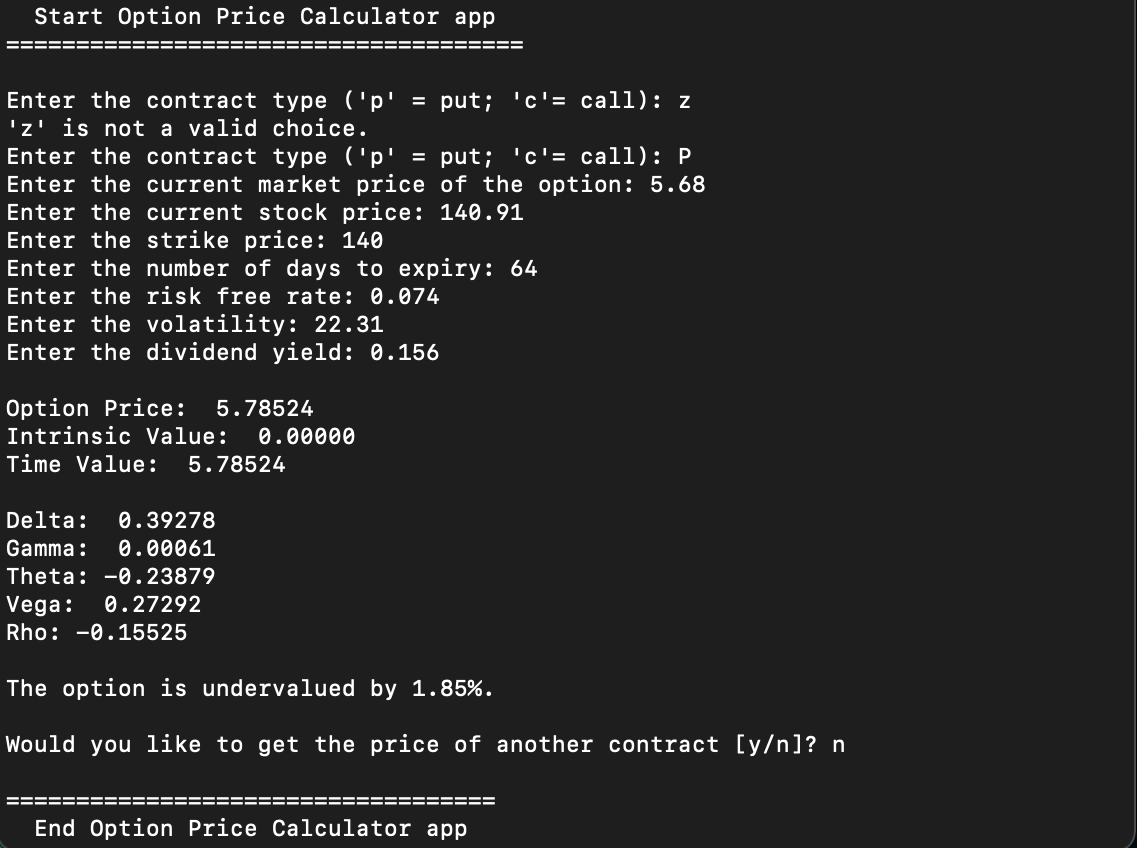 Start Option Price Calculator app
=====================================
Enter the contract type ('p' = put; 'c'= call): z
'z' is not a valid choice.
Enter the contract type ('p' = put; 'c'= call): P
Enter the current market price of the option: 5.68
Enter the current stock price: 140.91
Enter the strike price: 140
Enter the number of days to expiry: 64
Enter the risk free rate: 0.074
Enter the volatility: 22.31
Enter the dividend yield: 0.156
Option Price:  5.78524
Intrinsic Value:  0.00000
Time Value:  5.78524
Delta:  0.39278
Gamma:  0.00061
Theta: -0.23879
Vega:  0.27292
Rho: -0.15525
The option is undervalued by 1.85%.
Would you like to get the price of another contract [y/n]? n
===================================
End Option Price Calculator app